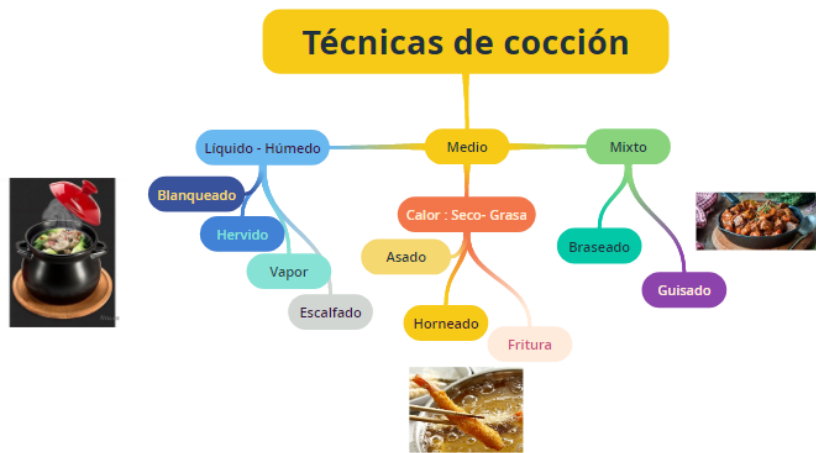 Técnicas de cocción
Líquido - Húmedo
Medio
Mixto
Blanqueado
Hervido
Vapor
Escalfado
Calor : Seco- Grasa
Asado
Horneado
Fritura
Braseado
Guisado